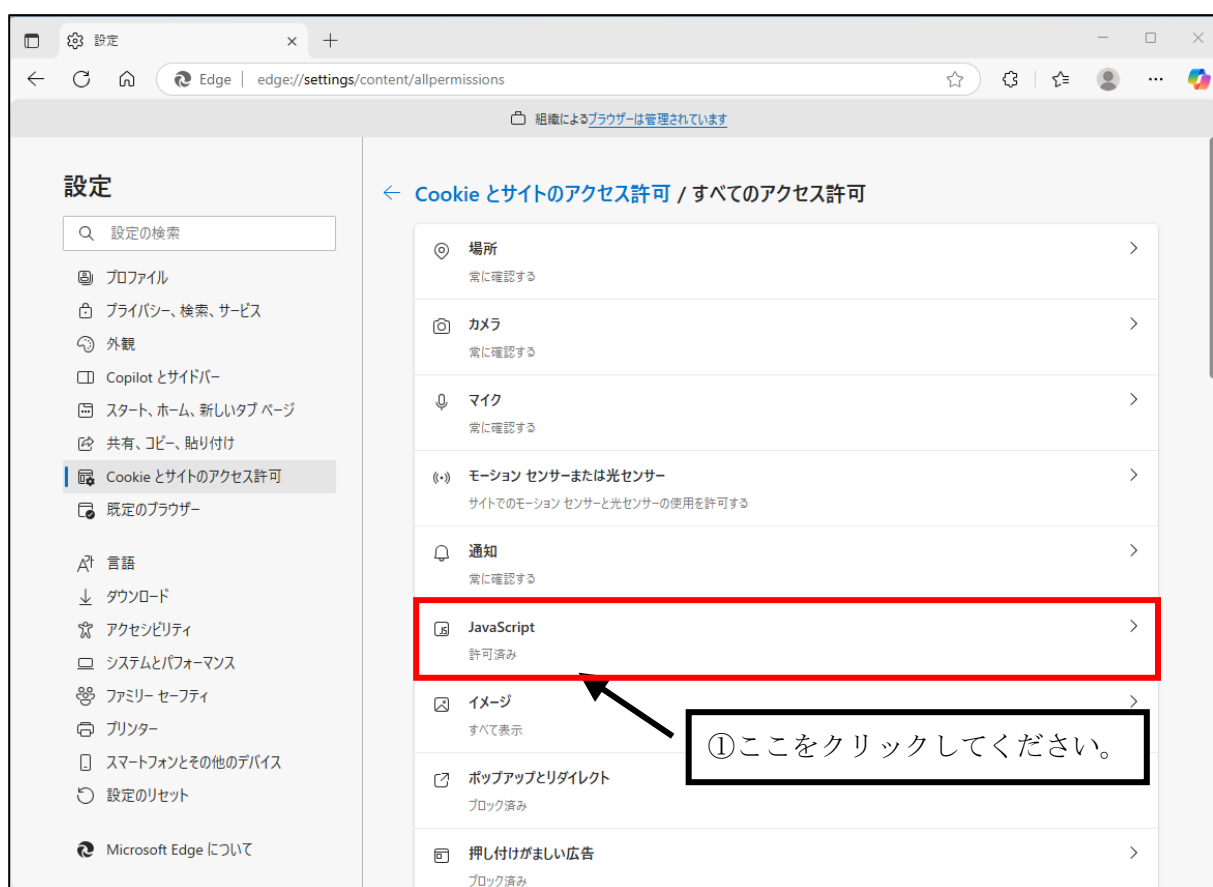 設定
Edge
edge://settings/content/allpermissions
組織によるブラウザーは管理されています
設定
設定の検索
プロファイル
プライバシー、検索、サービス
外観
Copilot とサイドバー
スタート、ホーム、新しいタブ ページ
共有、コピー、貼り付け
Cookie とサイトのアクセス許可
既定のブラウザー
言語
ダウンロード
アクセシビリティ
システムとパフォーマンス
ファミリー セーフティ
プリンター
スマートフォンとその他のデバイス
設定のリセット
Microsoft Edge について
Cookie とサイトのアクセス許可 / すべてのアクセス許可
場所
常に確認する
カメラ
常に確認する
マイク
常に確認する
モーション センサーまたは光センサー
サイトでのモーション センサーと光センサーの使用を許可する
通知
常に確認する
JavaScript
許可済み
イメージ
すべて表示
①ここをクリックしてください。
ポップアップとリダイレクト
ブロック済み
押し付けがましい広告
ブロック済み